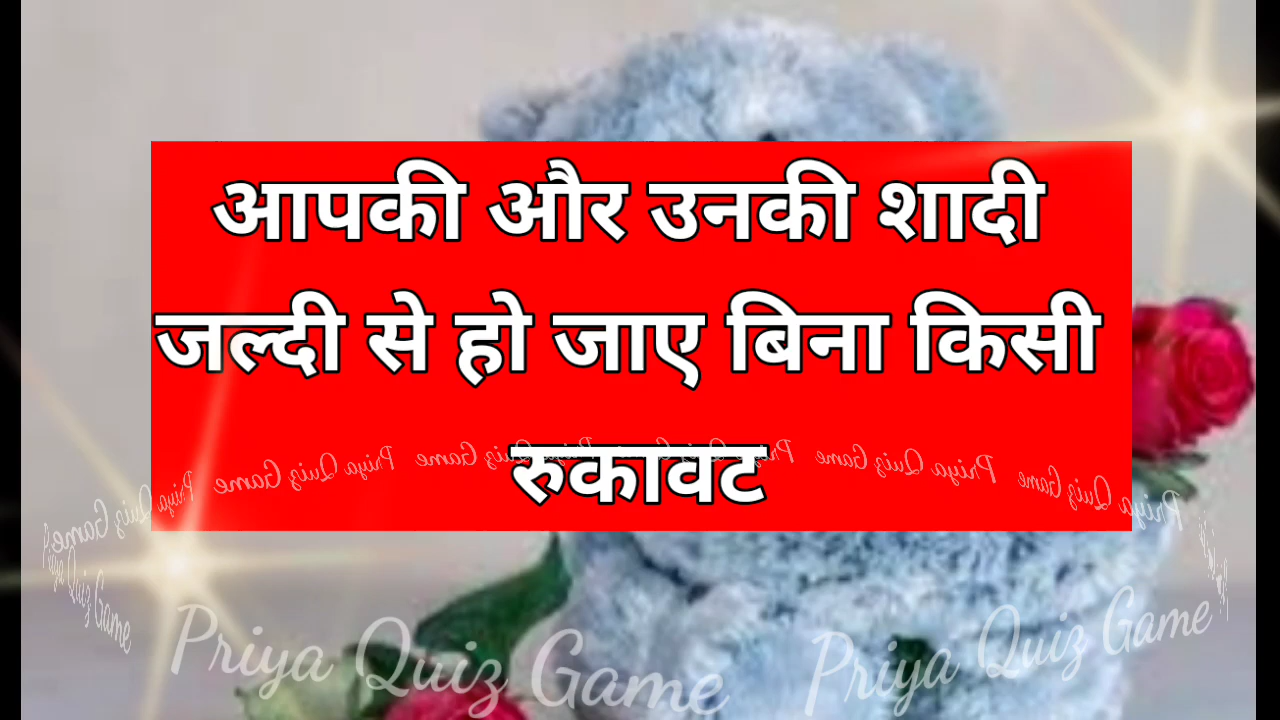 आपकी और उनकी शादी
जल्दी से हो जाए बिना किसी
रुकावट
Priya Quiz Game Priya Quiz Game